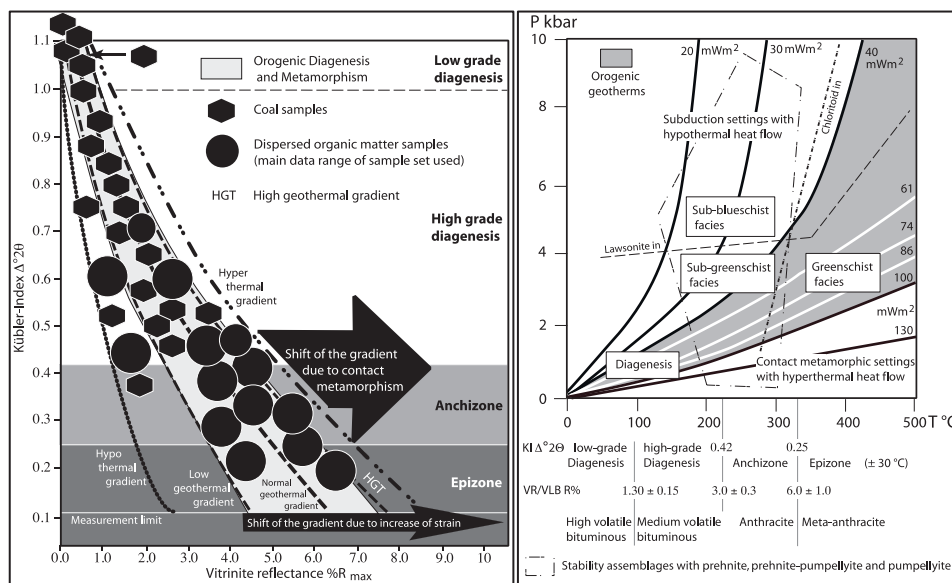 1.1
1.0
0.9
0.8
0.7
0.6
0.5
0.4
0.3
0.2
0.1
Kübler-Index Δ°2θ
Orogenic Diagenesis
and Metamorphism
Low grade
diagenesis
Coal samples
Dispersed organic matter samples
(main data range of sample set used)
HGT High geothermal gradient
High grade
diagenesis
Hyper
thermal
gradient
Shift of the gradient
due to contact
metamorphism
Anchizone
Hypo
thermal
gradient
Low
geothermal
gradient
Normal
geothermal
gradient
HGT
Epizone
Measurement limit
Shift of the gradient due to increase of strain
0.0 1.0 2.0 3.0 4.0 5.0 6.0 7.0 8.0 9.0 10
Vitrinite reflectance %R max
P kbar
10
8
6
4
2
0
Orogenic
geotherms
20 mWm²
30 mWm²
40
mWm²
Subduction settings with
hypothermal heat flow
Chloritoid in
61
74
86
100
mWm²
130
Sub-blueschist
facies
Lawsonite in
Sub-greenschist
facies
Greenschist
facies
Diagenesis
Contact metamorphic settings
with hyperthermal heat flow
0 100 200 300 400 500 T °C
KI Δ°2Θ low-grade Diagenesis high-grade Diagenesis 0.42 Anchizone 0.25 Epizone (± 30 °C)
VR/VLB R% 1.30 ± 0.15 3.0 ± 0.3 6.0 ± 1.0
High volatile bituminous Medium volatile bituminous Anthracite Meta-anthracite
Stability assemblages with prehnite, prehnite-pumpellyite and pumpellyite